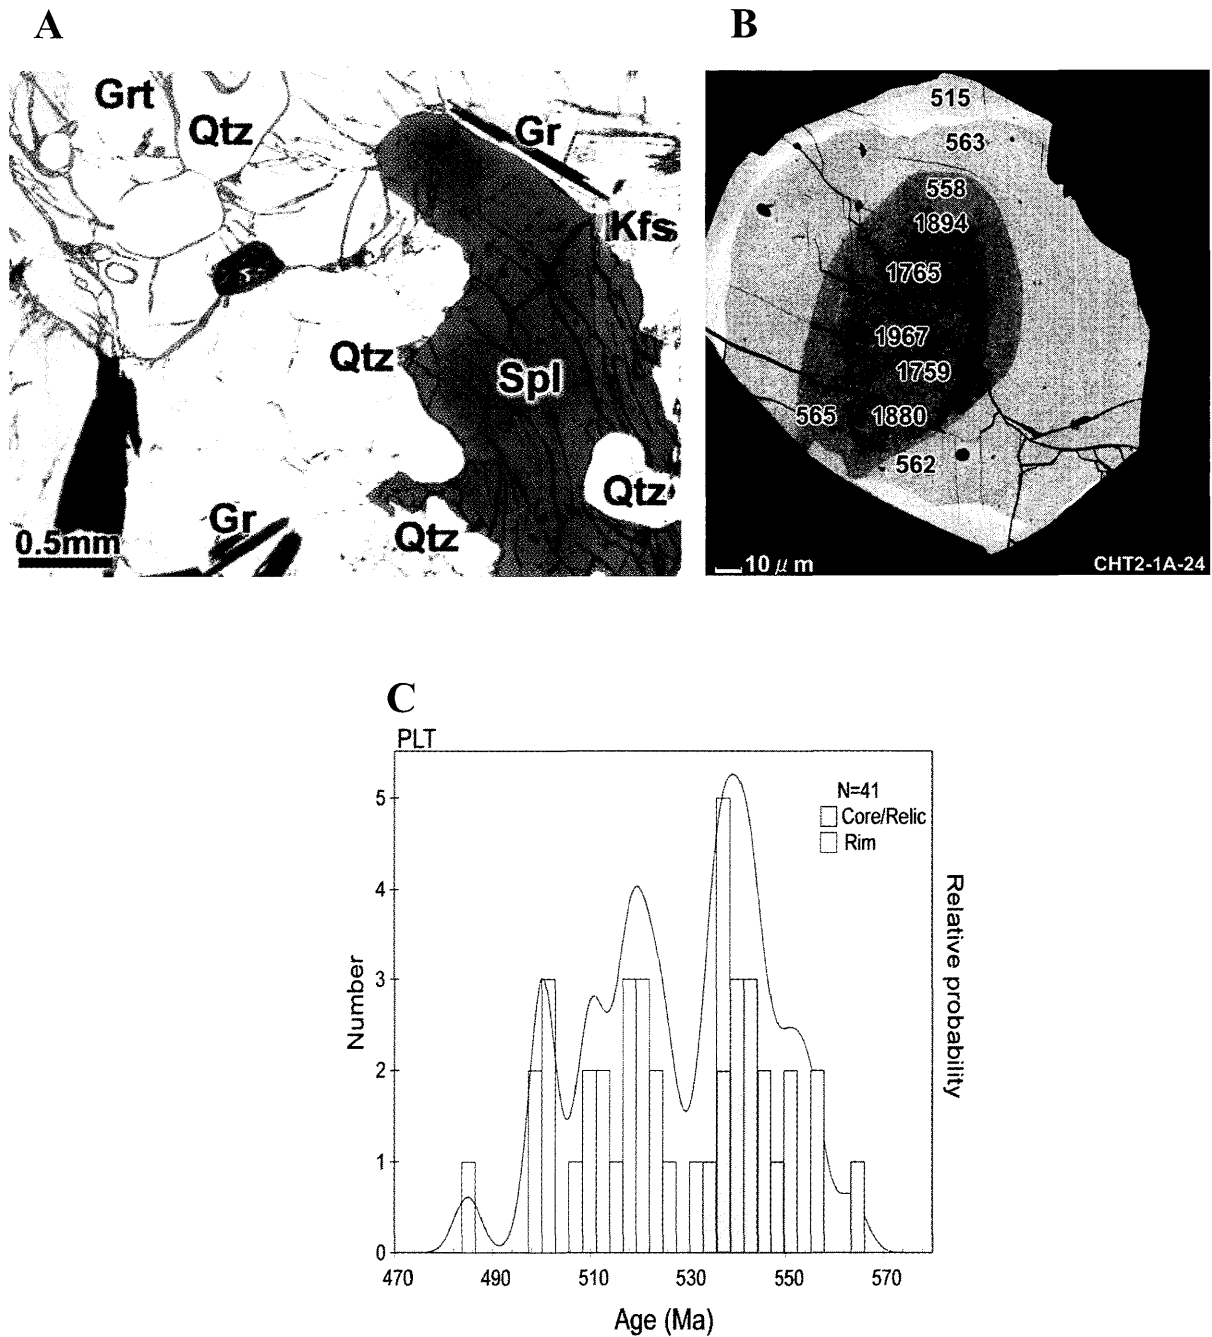 A
B
Grt
Qtz
Gr
Kfs
Qtz
Spl
Qtz
Gr
Qtz
0.5mm
515
563
558
1894
1765
1967
1759
565
1880
562
10 μ m
CHT2-1A-24
C
PLT
N=41
Core/Relic
Rim
5
4
3
2
1
0
Number
Relative probability
470 490 510 530 550 570
Age (Ma)